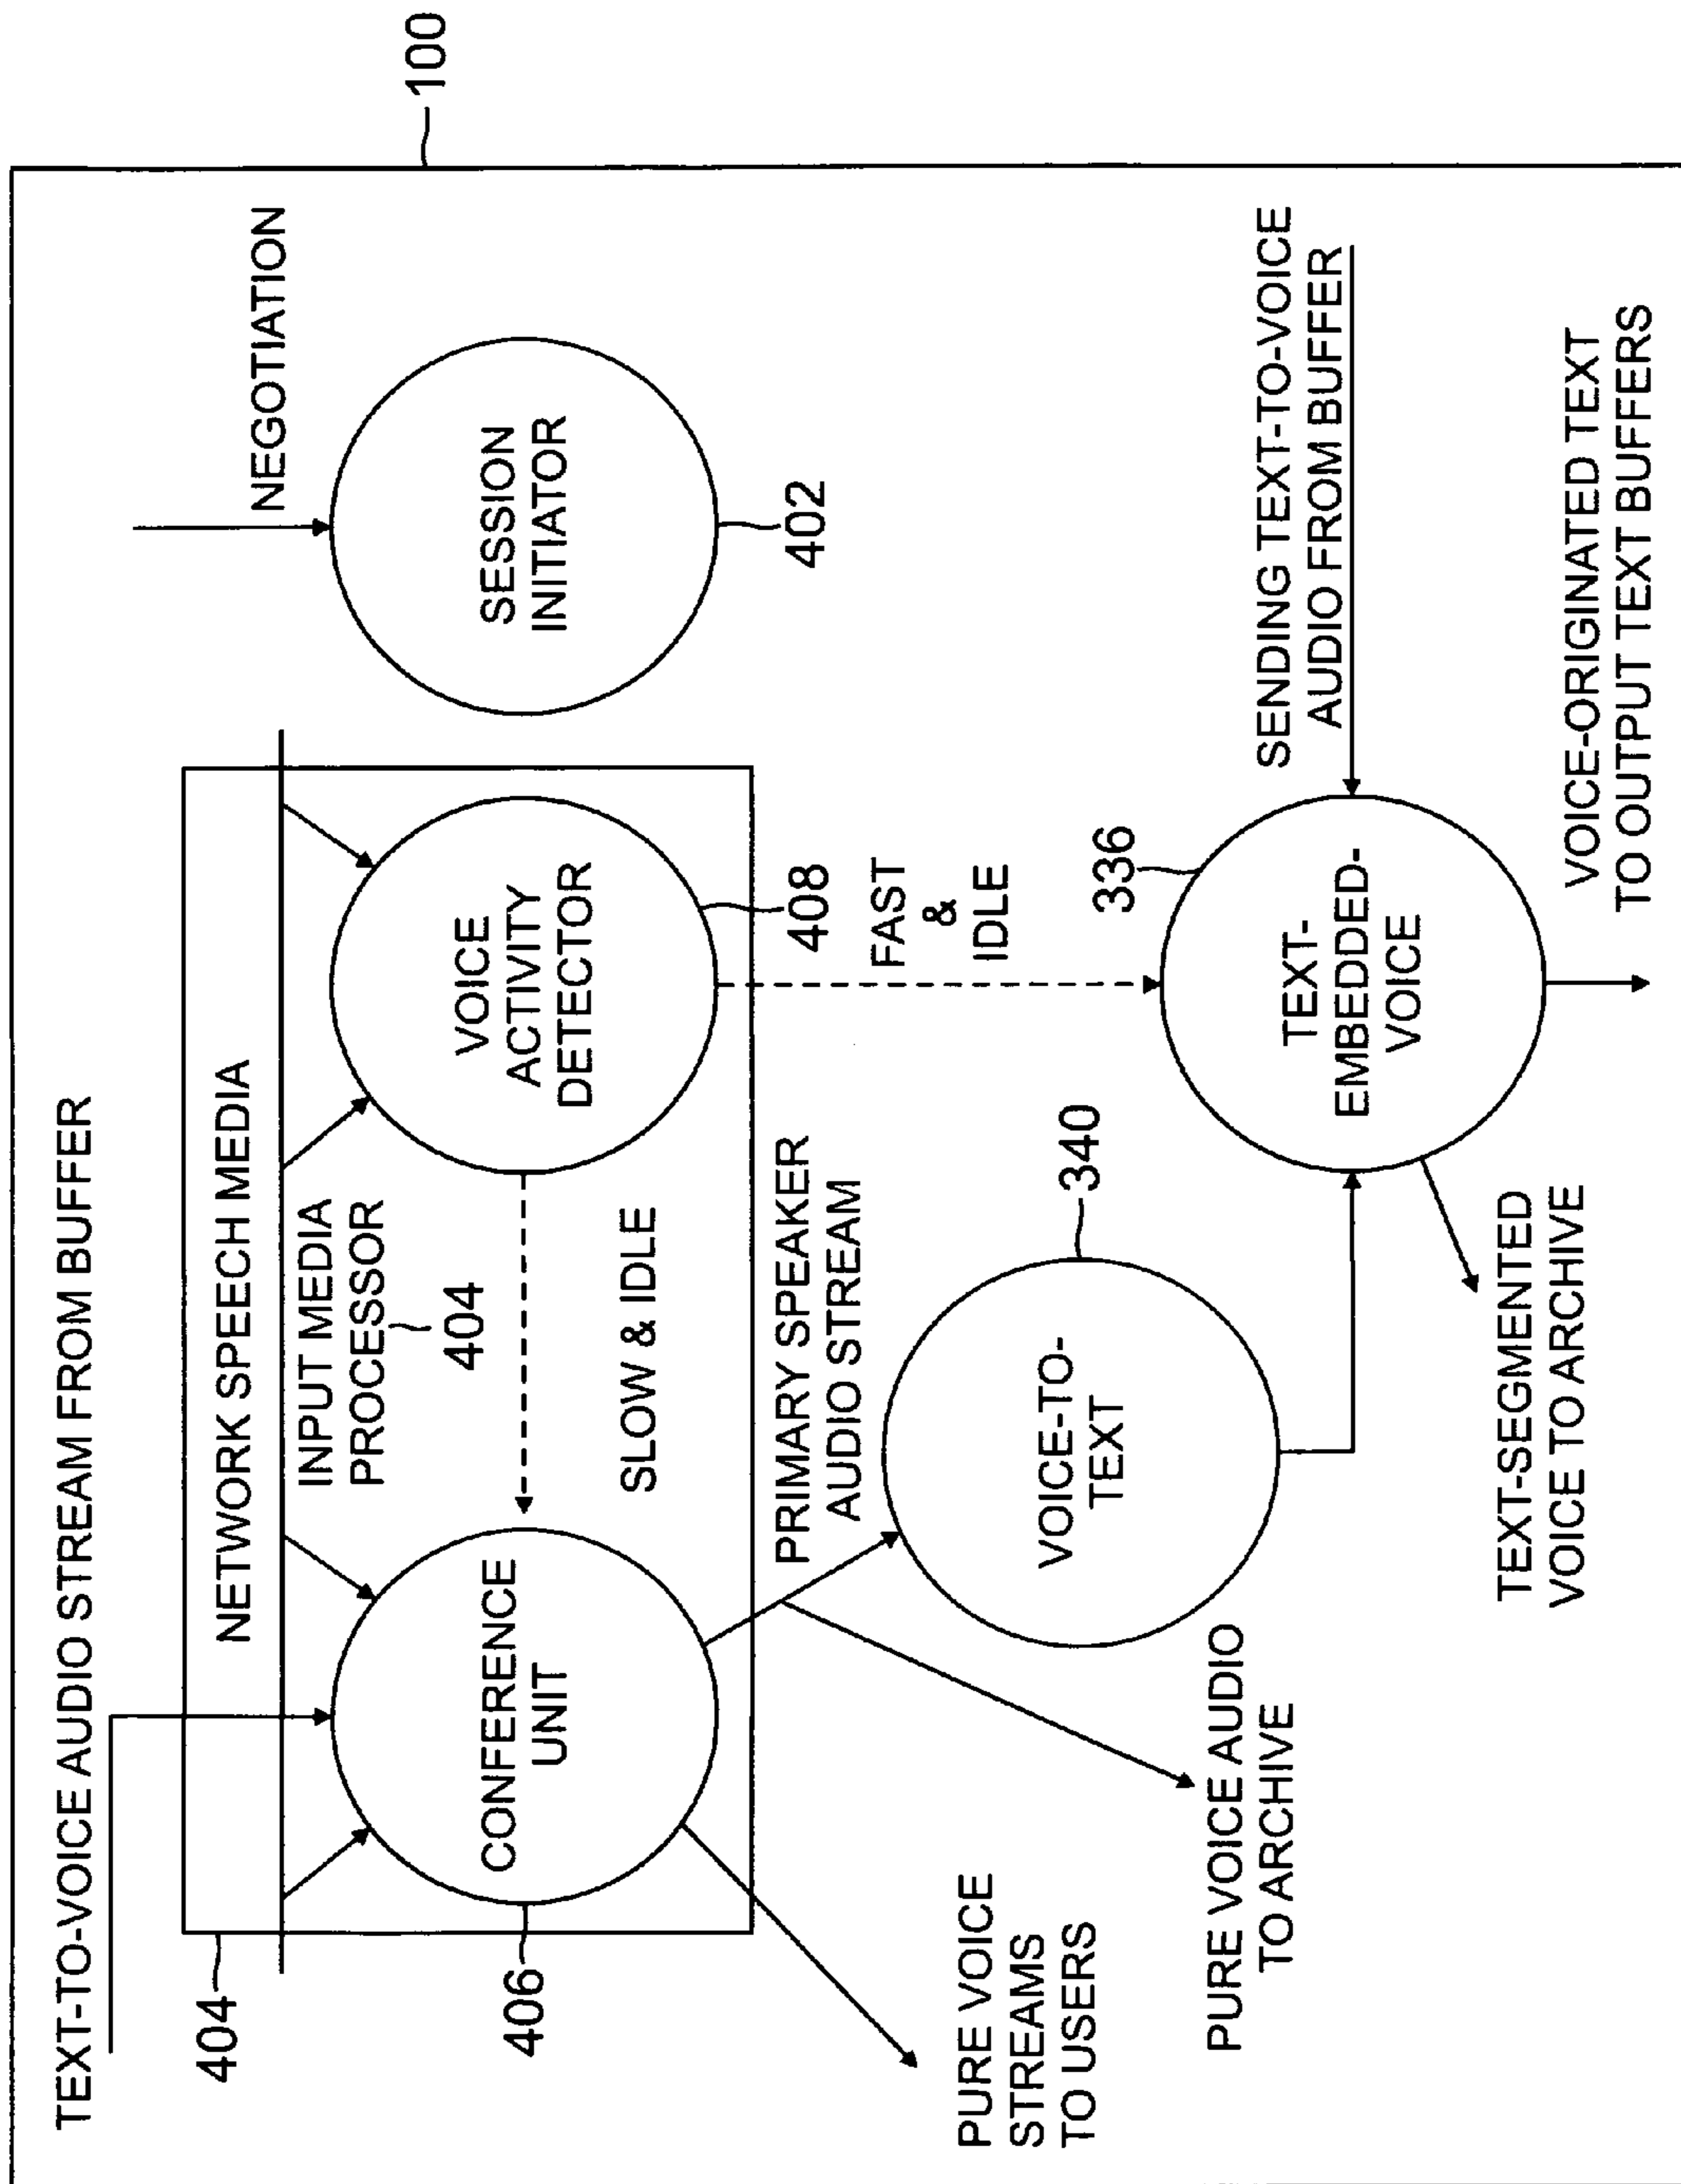 TEXT-TO-VOICE AUDIO STREAM FROM BUFFER
404
NETWORK SPEECH MEDIA
INPUT MEDIA
PROCESSOR
404
NEGOTIATION
100
406
CONFERENCE
UNIT
SLOW & IDLE
VOICE
ACTIVITY
DETECTOR
408
SESSION
INITIATOR
402
FAST
&
IDLE
PRIMARY SPEAKER
AUDIO STREAM
PURE VOICE
STREAMS
TO USERS
340
VOICE-TO-
TEXT
PURE VOICE AUDIO
TO ARCHIVE
336
TEXT-
EMBEDDED-
VOICE
SENDING TEXT-TO-VOICE
AUDIO FROM BUFFER
TEXT-SEGMENTED
VOICE TO ARCHIVE
VOICE-ORIGINATED TEXT
TO OUTPUT TEXT BUFFERS